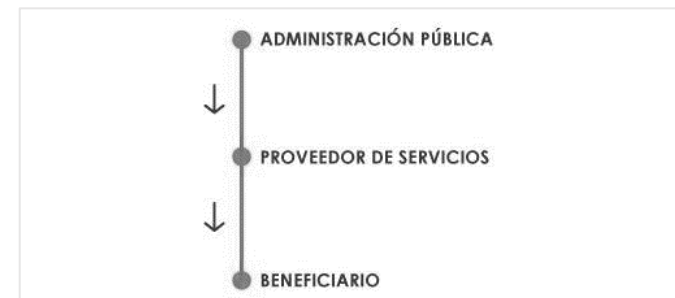 ADMINISTRACIÓN PÚBLICA
PROVEEDOR DE SERVICIOS
BENEFICIARIO